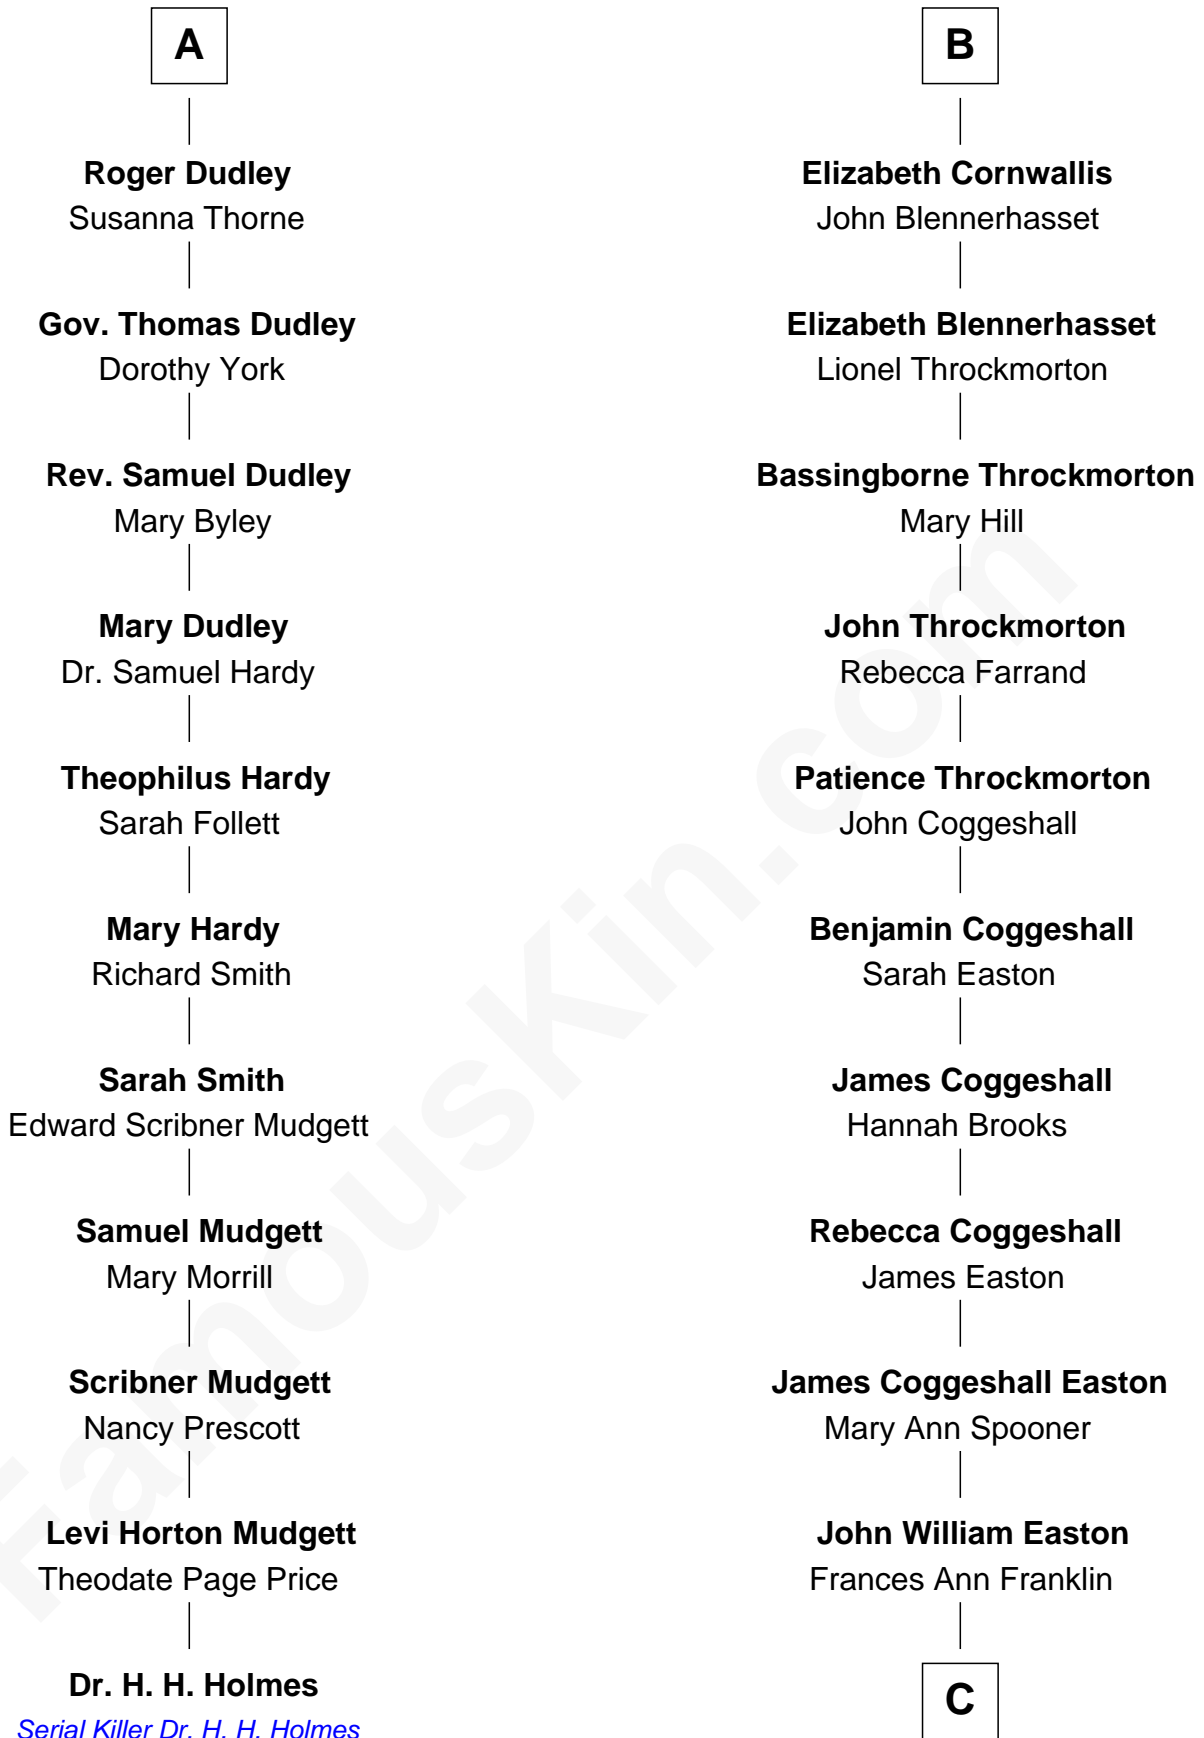 A
Roger Dudley
Susanna Thorne
Gov. Thomas Dudley
Dorothy York
Rev. Samuel Dudley
Mary Byley
Mary Dudley
Dr. Samuel Hardy
Theophilus Hardy
Sarah Follett
Mary Hardy
Richard Smith
Sarah Smith
Edward Scribner Mudgett
Samuel Mudgett
Mary Morrill
Scribner Mudgett
Nancy Prescott
Levi Horton Mudgett
Theodate Page Price
Dr. H. H. Holmes
Serial Killer Dr. H. H. Holmes
B
Elizabeth Cornwallis
John Blennerhasset
Elizabeth Blennerhasset
Lionel Throckmorton
Bassingborne Throckmorton
Mary Hill
John Throckmorton
Rebecca Farrand
Patience Throckmorton
John Coggeshall
Benjamin Coggeshall
Sarah Easton
James Coggeshall
Hannah Brooks
Rebecca Coggeshall
James Easton
James Coggeshall Easton
Mary Ann Spooner
John William Easton
Frances Ann Franklin
C
FamousKin.com